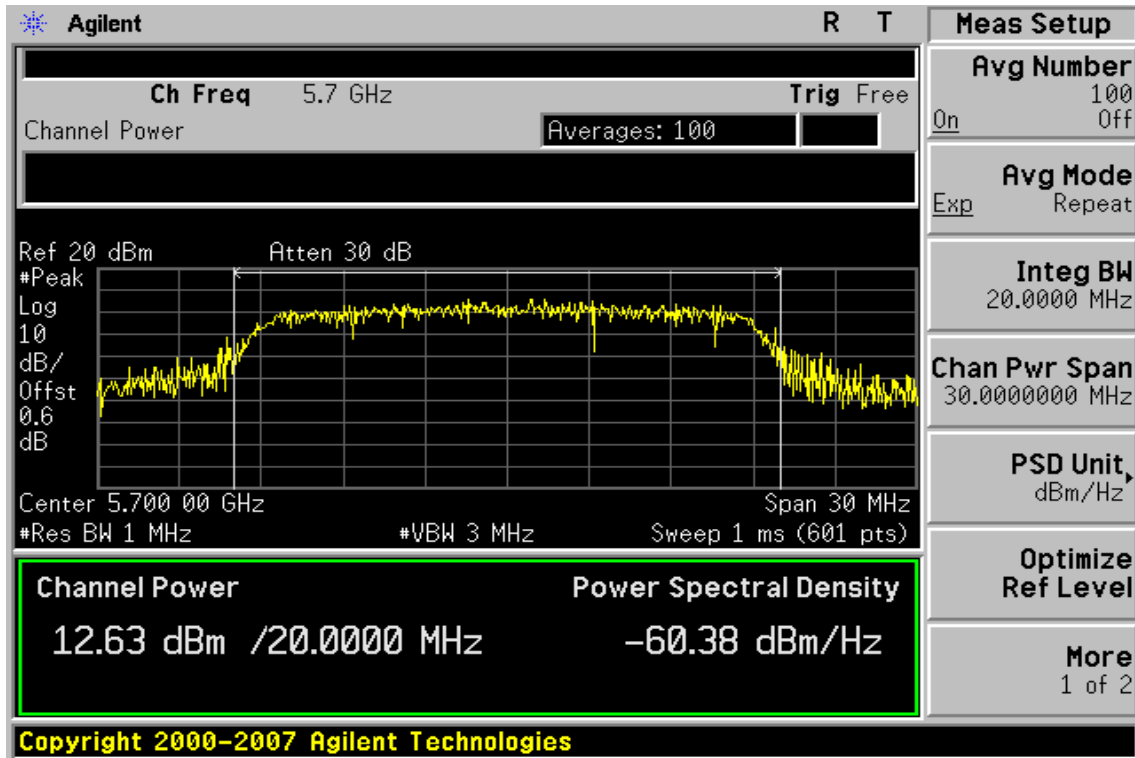 Agilent R T Meas Setup
Ch Freq 5.7 GHz Trig Free
Channel Power Averages: 100
Ref 20 dBm Atten 30 dB
#Peak
Log
10
dB/
Offst
0.6
dB
Center 5.700 00 GHz Span 30 MHz
#Res BW 1 MHz #VBW 3 MHz Sweep 1 ms (601 pts)
Channel Power Power Spectral Density
12.63 dBm /20.0000 MHz -60.38 dBm/Hz
Copyright 2000-2007 Agilent Technologies
Avg Number
100
On Off
Avg Mode
Exp Repeat
Integ BW
20.0000 MHz
Chan Pwr Span
30.0000000 MHz
PSD Unit
dBm/Hz
Optimize
Ref Level
More
1 of 2